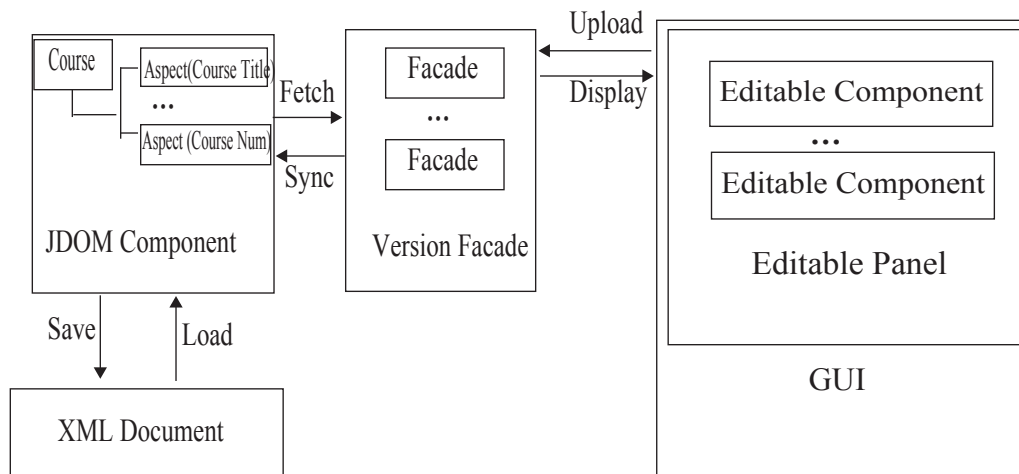 Course
Aspect(Course Title)
...
Aspect (Course Num)
JDOM Component
Fetch
Sync
Facade
...
Facade
Version Facade
Upload
Display
Editable Component
...
Editable Component
Editable Panel
GUI
Save
Load
XML Document